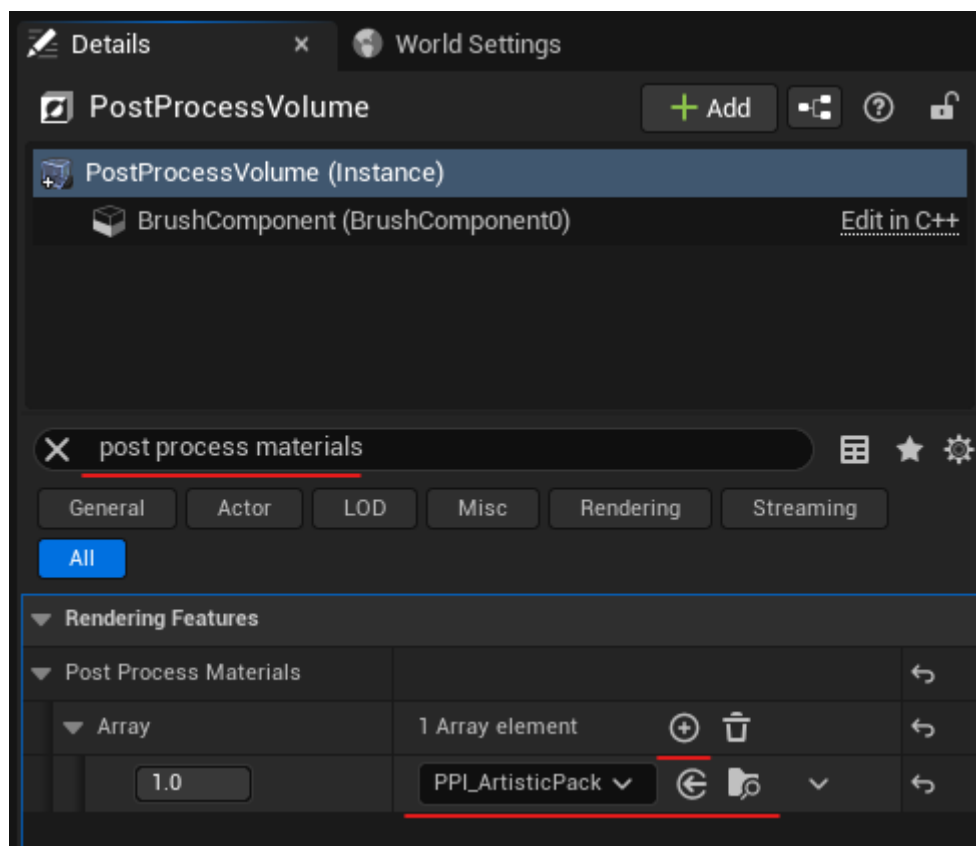 Details
World Settings
PostProcessVolume
Add
PostProcessVolume (Instance)
BrushComponent (BrushComponent0)
Edit in C++
post process materials
General
Actor
LOD
Misc
Rendering
Streaming
All
Rendering Features
Post Process Materials
Array
1 Array element
1.0
PPI_ArtisticPack